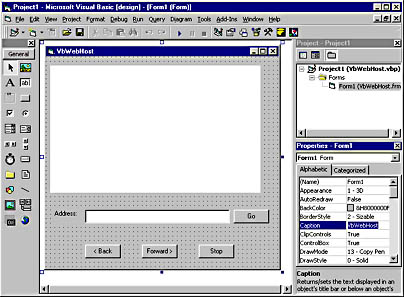 Project1 - Microsoft Visual Basic [design] - [Form1 (Form)]
File Edit View Project Format Debug Run Query Diagram Tools Add-Ins Window Help
General
VbWebHost
Address:
Go
< Back
Forward >
Stop
Project - Project1
Project1 (VbWebHost.vbp)
Forms
Form1 (VbWebHost.frm
Properties - Form1
Form1 Form
Alphabetic Categorized
(Name) Form1
Appearance 1 - 3D
AutoRedraw False
BackColor &H8000000F
BorderStyle 2 - Sizable
Caption VbWebHost
ClipControls True
ControlBox True
DrawMode 13 - Copy Pen
DrawStyle 0 - Solid
Caption
Returns/sets the text displayed in an
object's title bar or below an object's